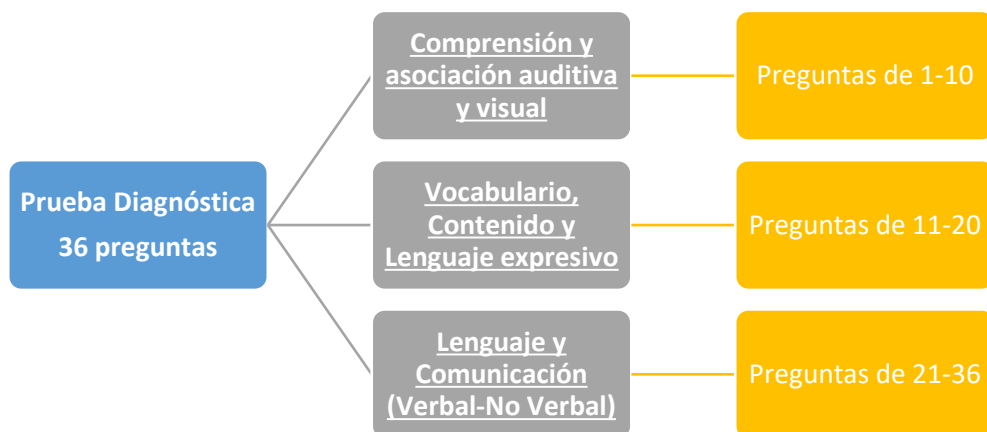 Prueba Diagnóstica
36 preguntas
Comprensión y
asociación auditiva
y visual
Preguntas de 1-10
Vocabulario,
Contenido y
Lenguaje expresivo
Preguntas de 11-20
Lenguaje y
Comunicación
(Verbal-No Verbal)
Preguntas de 21-36